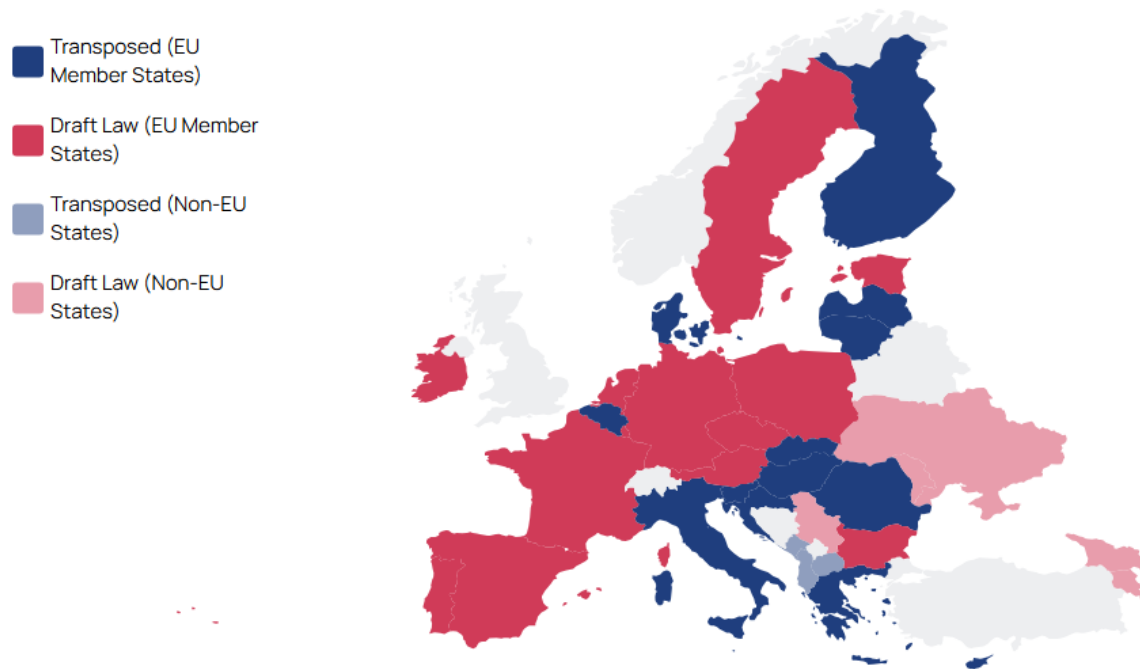 Transposed (EU
Member States)
Draft Law (EU Member
States)
Transposed (Non-EU
States)
Draft Law (Non-EU
States)